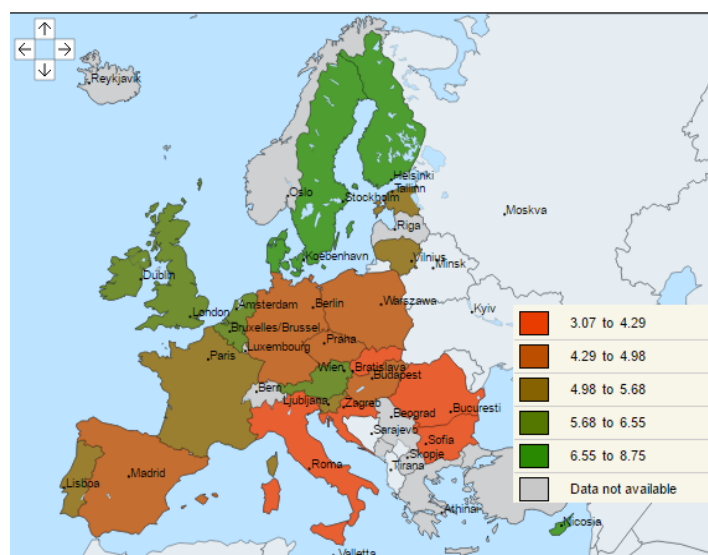 Reykjavik
Helsinki
Tallinn
Oslo
Stockholm
Riga
Moskva
Koebenhavn
Vilnius
Minsk
Dublin
Amsterdam
Berlin
Warszawa
London
Kyiv
Bruxelles/Brussel
Praha
Luxembourg
Paris
Wien
Bratislava
Budapest
Bern
Ljubljana
Zagreb
Beograd
Bucuresti
Sarajevo
Sofia
Skopje
Roma
Tirana
Madrid
Lisboa
Athinai
Nicosia
Valletta
3.07 to 4.29
4.29 to 4.98
4.98 to 5.68
5.68 to 6.55
6.55 to 8.75
Data not available